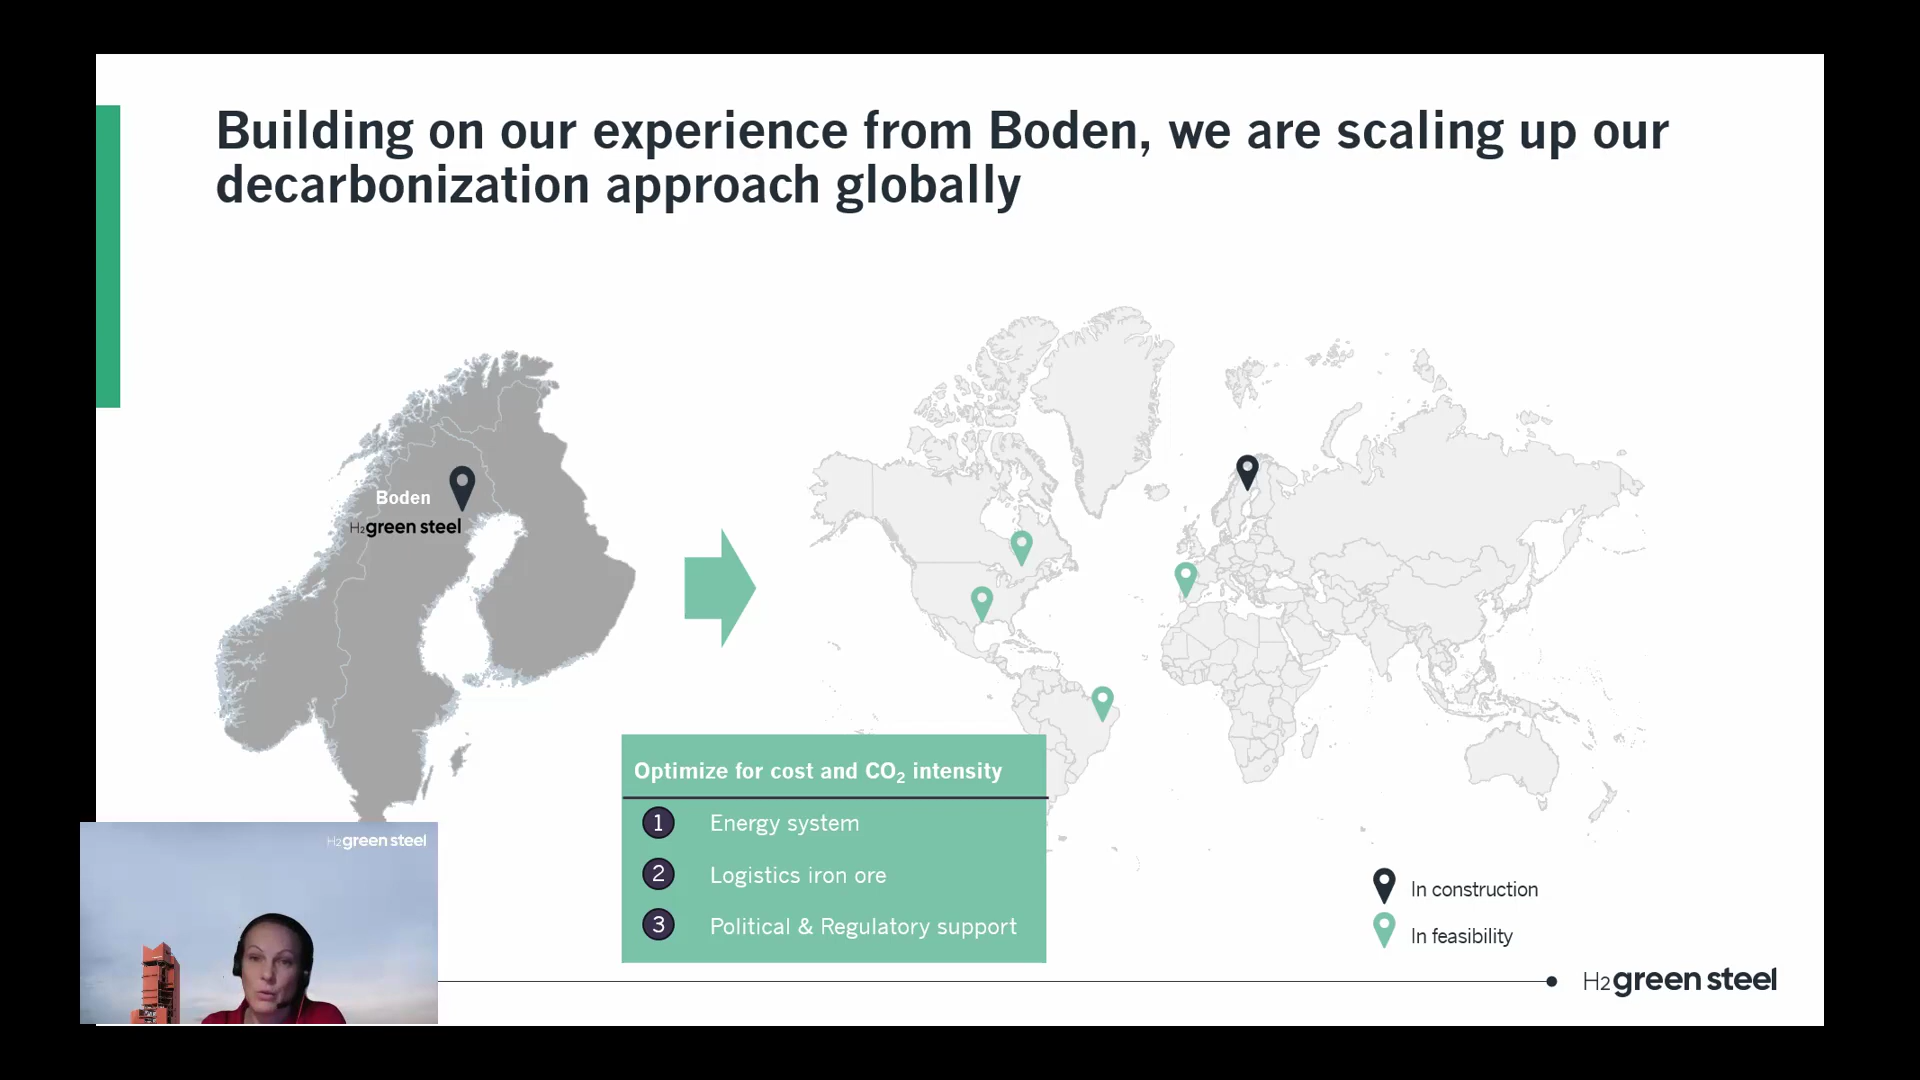 Building on our experience from Boden, we are scaling up our
decarbonization approach globally
Boden
H2green steel
Optimize for cost and CO₂ intensity
1 Energy system
2 Logistics iron ore
3 Political & Regulatory support
In construction
In feasibility
H2green steel
H2green steel